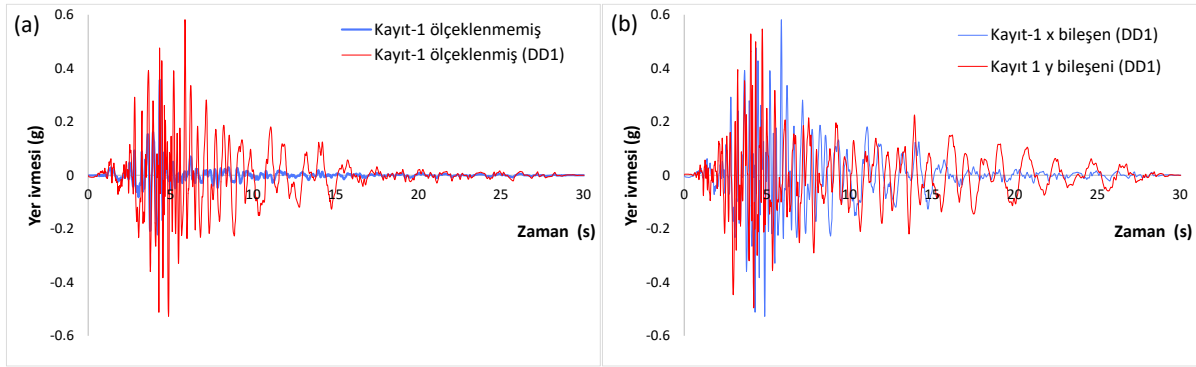 (a)
Kayıt-1 ölçeklenmemiş
Kayıt-1 ölçeklenmiş (DD1)
Yer ivmesi (g)
0.6
0.4
0.2
0
-0.2
-0.4
-0.6
0 5 10 15 20 25 30
Zaman (s)
(b)
Kayıt-1 x bileşen (DD1)
Kayıt 1 y bileşeni (DD1)
Yer ivmesi (g)
0.6
0.4
0.2
0
-0.2
-0.4
-0.6
0 5 10 15 20 25 30
Zaman (s)